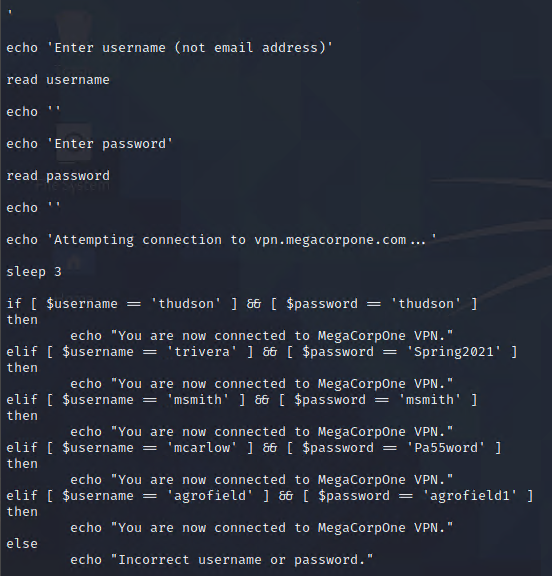 '
echo 'Enter username (not email address)'
read username
echo ''
echo 'Enter password'
read password
echo ''
echo 'Attempting connection to vpn.megacorpone.com...'
sleep 3
if [ $username == 'thudson' ] && [ $password == 'thudson' ]
then
echo "You are now connected to MegaCorpOne VPN."
elif [ $username == 'trivera' ] && [ $password == 'Spring2021' ]
then
echo "You are now connected to MegaCorpOne VPN."
elif [ $username == 'msmith' ] && [ $password == 'msmith' ]
then
echo "You are now connected to MegaCorpOne VPN."
elif [ $username == 'mcarlow' ] && [ $password == 'Pa55word' ]
then
echo "You are now connected to MegaCorpOne VPN."
elif [ $username == 'agrofield' ] && [ $password == 'agrofield1' ]
then
echo "You are now connected to MegaCorpOne VPN."
else
echo "Incorrect username or password."